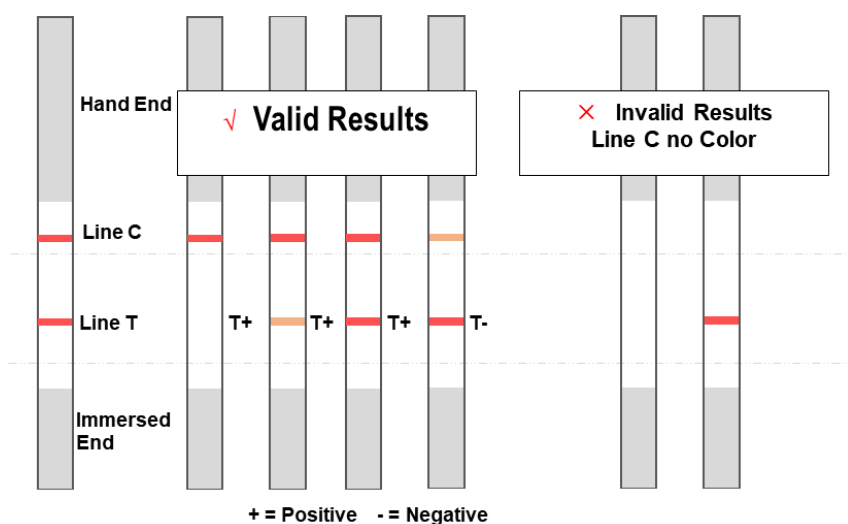 Hand End
√ Valid Results
× Invalid Results
Line C no Color
Line C
Line T
T+
T+
T+
T-
Immersed
End
+ = Positive - = Negative